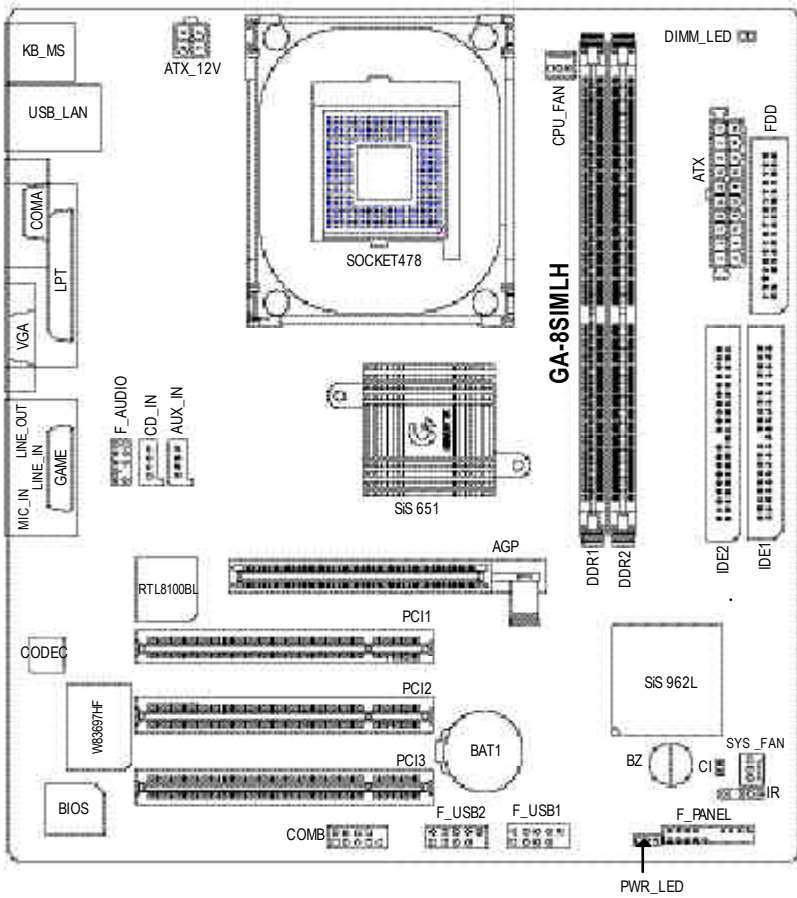 KB_MS
ATX_12V
DIMM_LED
USB_LAN
CPU_FAN
FDD
ATX
COMA
LPT
SOCKET478
VGA
GA-8SIMLH
F_AUDIO
CD_IN
AUX_IN
LINE_OUT
MIC_IN
LINE_IN
GAME
SiS 651
DDR1
DDR2
IDE2
IDE1
AGP
RTL8100BL
PCI1
CODEC
SiS 962L
PCI2
W83697HF
BAT1
SYS_FAN
BZ
CI
PCI3
IR
BIOS
F_USB2
F_USB1
F_PANEL
COMB
PWR_LED